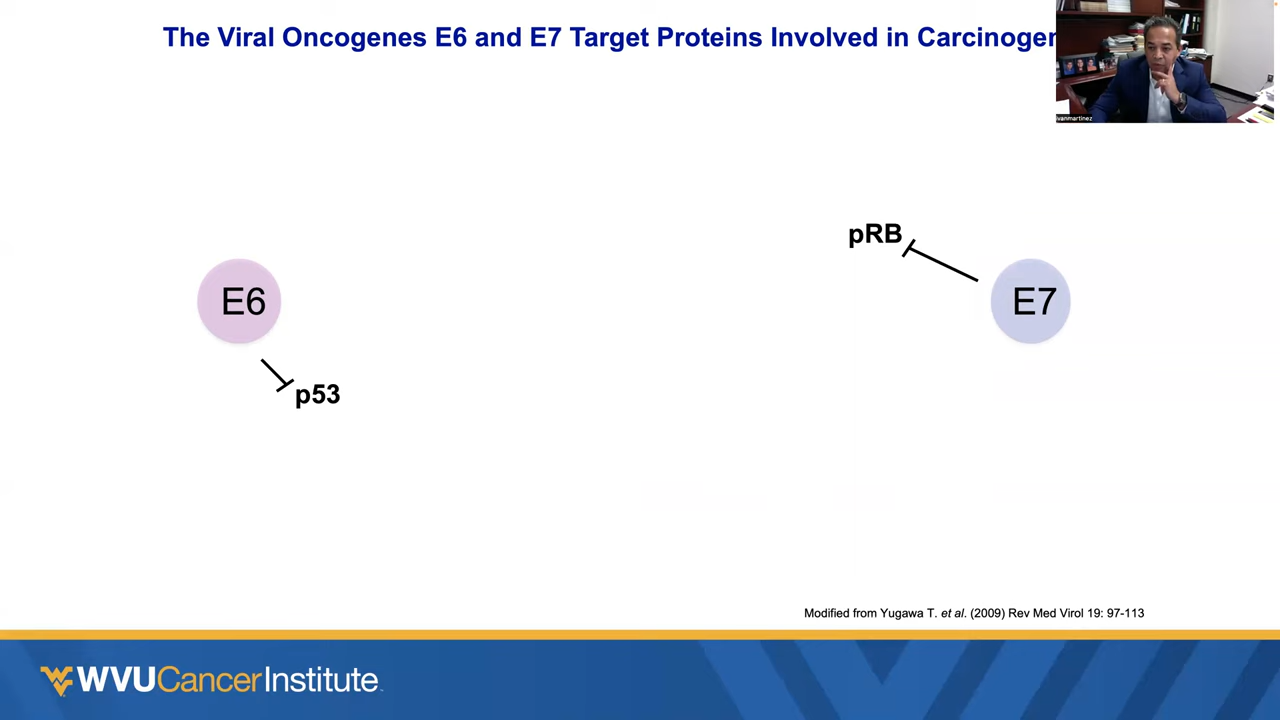 The Viral Oncogenes E6 and E7 Target Proteins Involved in
ivanmartinez
pRB
E6
E7
p53
Modified from Yugawa T. et al. (2009) Rev Med Virol 19: 97-113
WVUCancerInstitute